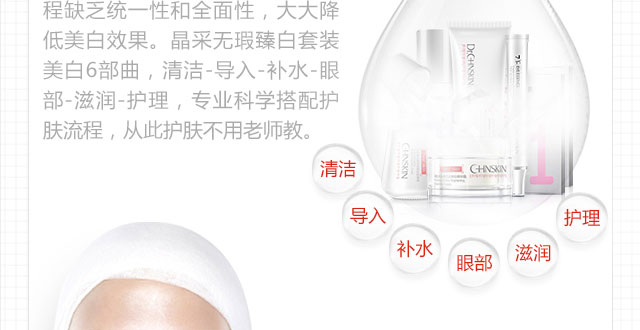 程缺乏统一性和全面性，大大降
低美白效果。晶采无瑕臻白套装
美白6部曲，清洁-导入-补水-眼
部-滋润-护理，专业科学搭配护
肤流程，从此护肤不用老师教。
Dr.CHNSKIN
CHNSKIN
清洁
导入
补水
眼部
滋润
护理